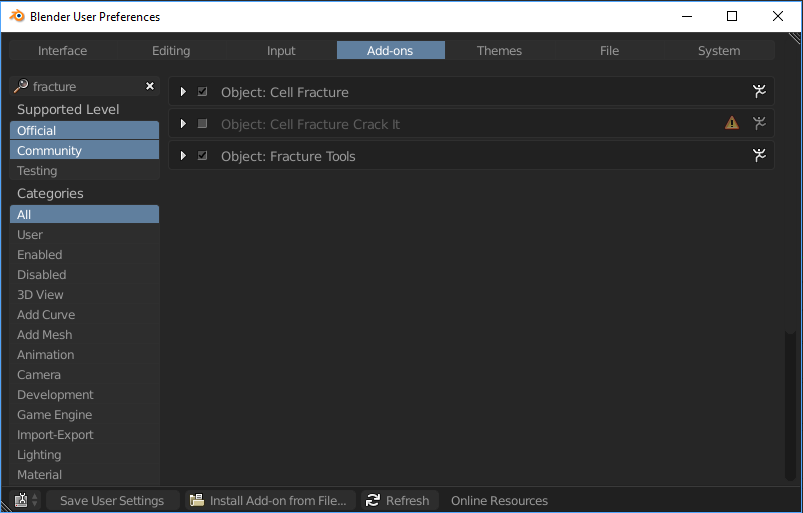 Blender User Preferences
Interface Editing Input Add-ons Themes File System
fracture
Supported Level
Official
Community
Testing
Categories
All
User
Enabled
Disabled
3D View
Add Curve
Add Mesh
Animation
Camera
Development
Game Engine
Import-Export
Lighting
Material
Object: Cell Fracture
Object: Cell Fracture Crack It
Object: Fracture Tools
Save User Settings Install Add-on from File... Refresh Online Resources